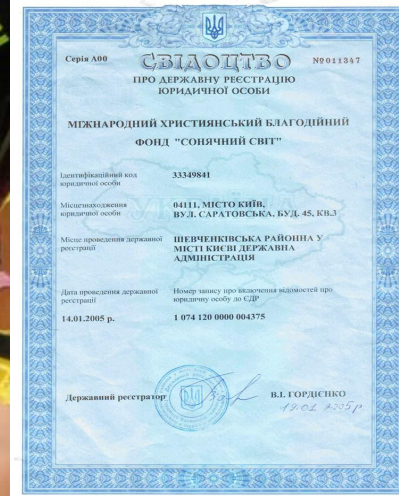 Серія А00
№011347
СВІДОЦТВО
ПРО ДЕРЖАВНУ РЕЄСТРАЦІЮ
ЮРИДИЧНОЇ ОСОБИ
МІЖНАРОДНИЙ ХРИСТИЯНСЬКИЙ БЛАГОДІЙНИЙ
ФОНД "СОНЯЧНИЙ СВІТ"
Ідентифікаційний код
юридичної особи
33349841
Місцезнаходження
юридичної особи
04111, МІСТО КИЇВ,
ВУЛ. САРАТОВСЬКА, БУД. 45, КВ.3
Місце проведення державної
реєстрації
ШЕВЧЕНКІВСЬКА РАЙОННА У
МІСТІ КИЄВІ ДЕРЖАВНА
АДМІНІСТРАЦІЯ
Дата проведення державної
реєстрації
Номер запису про включення відомостей про
юридичну особу до ЄДР
14.01.2005 р.
1 074 120 0000 004375
Державний реєстратор
В.І. ГОРДІЄНКО
19.01.2005 р